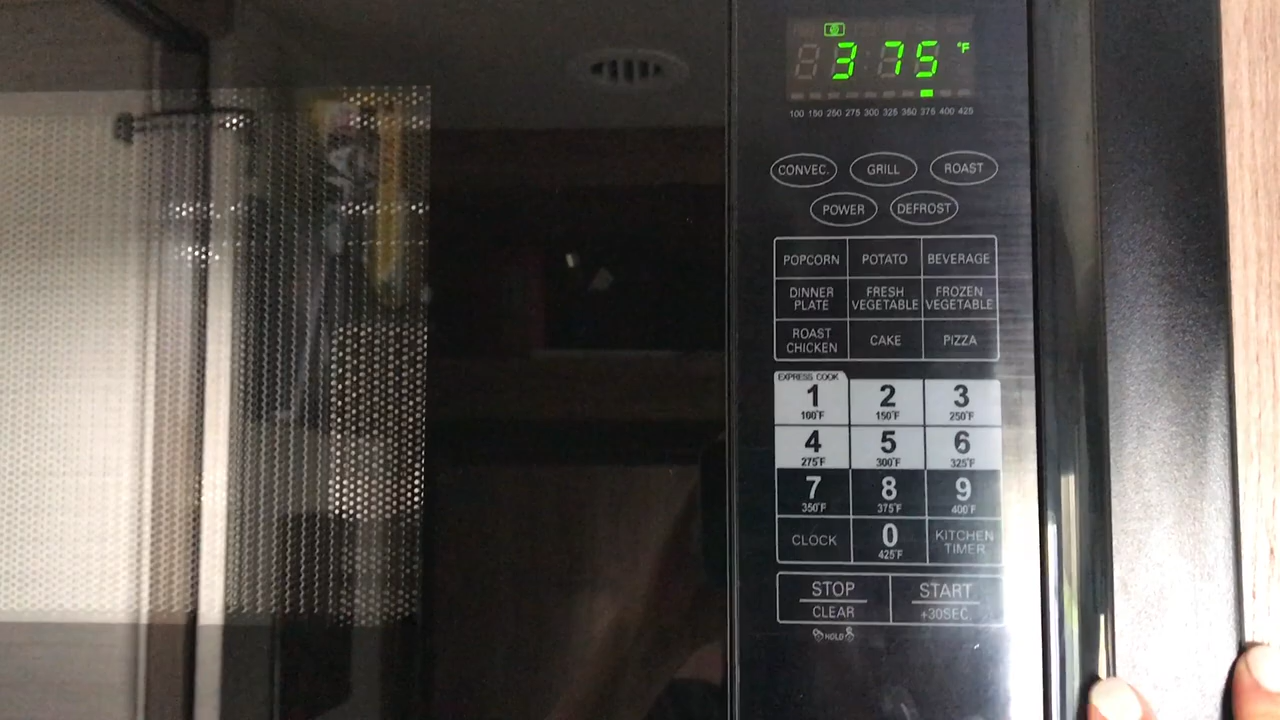 375 °F
100 150 250 275 300 325 350 375 400 425
CONVEC. GRILL ROAST
POWER DEFROST
POPCORN POTATO BEVERAGE
DINNER PLATE FRESH VEGETABLE FROZEN VEGETABLE
ROAST CHICKEN CAKE PIZZA
EXPRESS COOK
1 2 3
100°F 150°F 250°F
4 5 6
275°F 300°F 325°F
7 8 9
350°F 375°F 400°F
CLOCK 0 KITCHEN TIMER
425°F
STOP START
CLEAR +30SEC.
HOLD